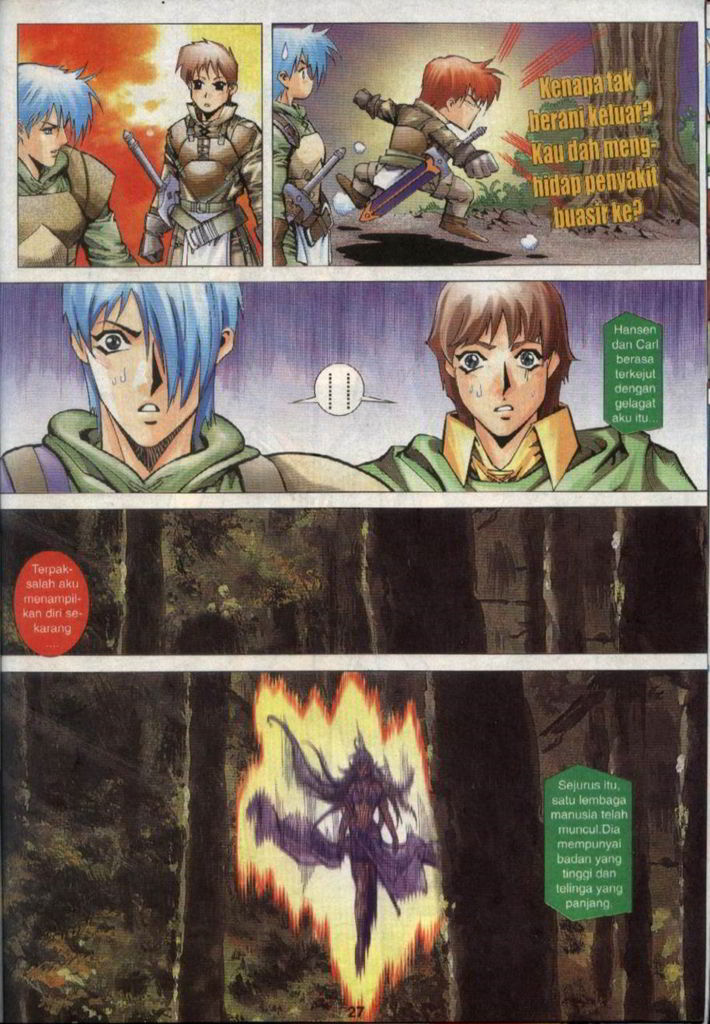 Kenapa tak
berani keluar?
Kau dah meng-
hidap penyakit
buasir ke?
Hansen
dan Carl
berasa
terkejut
dengan
gelagat
aku itu...
Terpak-
salah aku
menampil-
kan diri se-
karang
....
Sejurus itu,
satu lembaga
manusia telah
muncul.Dia
mempunyai
badan yang
tinggi dan
telinga yang
panjang.
27